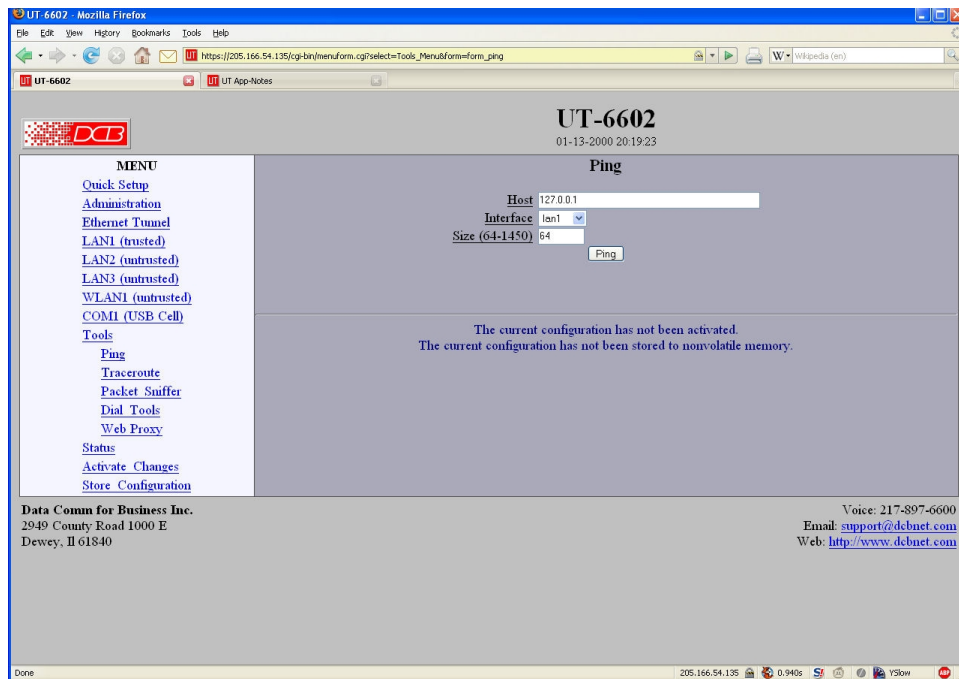 UT-6602 - Mozilla Firefox
File Edit View History Bookmarks Tools Help
UT https://205.166.54.135/cgi-bin/menuform.cgi?select=Tools_Menu&form=form_ping
W Wikipedia (en)
UT UT-6602
UT UT App-Notes
DCB
UT-6602
01-13-2000 20:19:23
MENU
Quick Setup
Administration
Ethernet Tunnel
LAN1 (trusted)
LAN2 (untrusted)
LAN3 (untrusted)
WLAN1 (untrusted)
COM1 (USB Cell)
Tools
Ping
Traceroute
Packet Sniffer
Dial Tools
Web Proxy
Status
Activate Changes
Store Configuration
Ping
Host 127.0.0.1
Interface lan1
Size (64-1450) 64
Ping
The current configuration has not been activated.
The current configuration has not been stored to nonvolatile memory.
Data Comm for Business Inc.
2949 County Road 1000 E
Dewey, Il 61840
Voice: 217-897-6600
Email: support@dcbnet.com
Web: http://www.dcbnet.com
Done
205.166.54.135 0.940s YSlow ABP